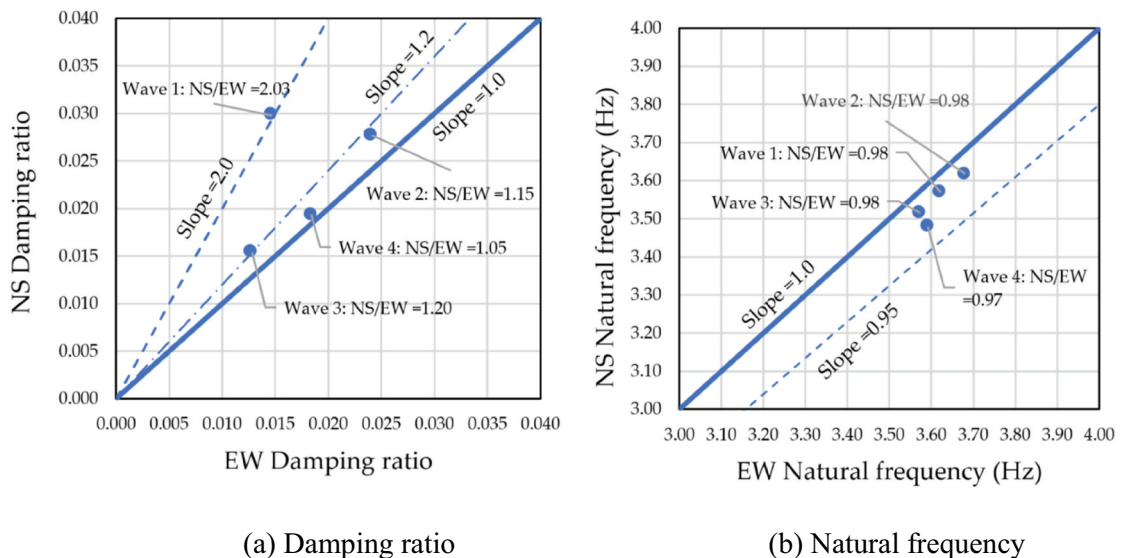 0.040
0.035
0.030
0.025
0.020
0.015
0.010
0.005
0.000
NS Damping ratio
Wave 1: NS/EW =2.03
Slope =1.2
Slope =1.0
Slope =2.0
Wave 2: NS/EW =1.15
Wave 4: NS/EW =1.05
Wave 3: NS/EW =1.20
0.000 0.005 0.010 0.015 0.020 0.025 0.030 0.035 0.040
EW Damping ratio
(a) Damping ratio
4.00
3.90
3.80
3.70
3.60
3.50
3.40
3.30
3.20
3.10
3.00
NS Natural frequency (Hz)
Wave 2: NS/EW =0.98
Wave 1: NS/EW =0.98
Wave 3: NS/EW =0.98
Wave 4: NS/EW
=0.97
Slope =1.0
Slope =0.95
3.00 3.10 3.20 3.30 3.40 3.50 3.60 3.70 3.80 3.90 4.00
EW Natural frequency (Hz)
(b) Natural frequency